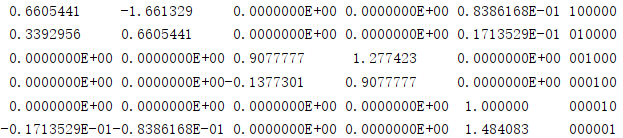 0.6605441 -1.661329 0.0000000E+00 0.0000000E+00 0.8386168E-01 100000
0.3392956 0.6605441 0.0000000E+00 0.0000000E+00 0.1713529E-01 010000
0.0000000E+00 0.0000000E+00 0.9077777 1.277423 0.0000000E+00 001000
0.0000000E+00 0.0000000E+00-0.1377301 0.9077777 0.0000000E+00 000100
0.0000000E+00 0.0000000E+00 0.0000000E+00 0.0000000E+00 1.000000 000010
-0.1713529E-01-0.8386168E-01 0.0000000E+00 0.0000000E+00 1.484083 000001